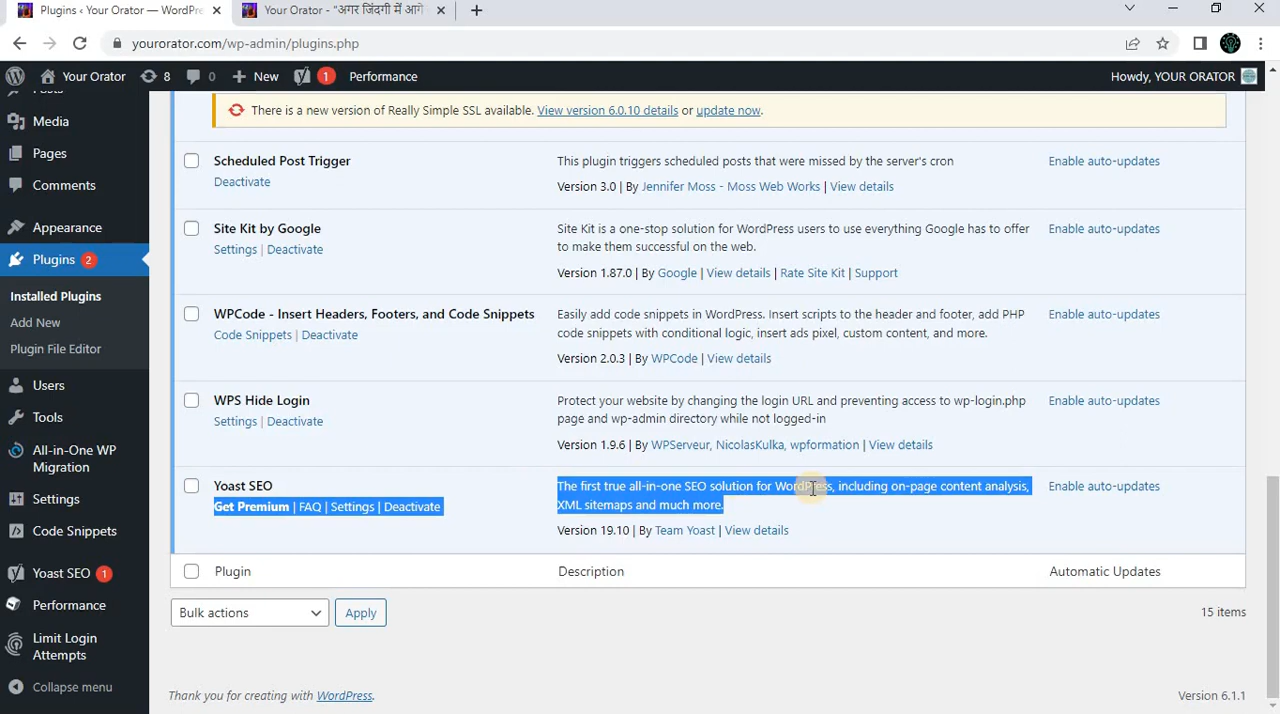 Plugins ‹ Your Orator — WordPre
Your Orator - "अगर जिंदगी में आगे
yourorator.com/wp-admin/plugins.php
Your Orator
8
0
New
1
Performance
Howdy, YOUR ORATOR
Posts
Media
Pages
Comments
Appearance
Plugins 2
Installed Plugins
Add New
Plugin File Editor
Users
Tools
All-in-One WP
Migration
Settings
Code Snippets
Yoast SEO 1
Performance
Limit Login
Attempts
Collapse menu
There is a new version of Really Simple SSL available. View version 6.0.10 details or update now.
Scheduled Post Trigger
Deactivate
This plugin triggers scheduled posts that were missed by the server's cron
Version 3.0 | By Jennifer Moss - Moss Web Works | View details
Enable auto-updates
Site Kit by Google
Settings | Deactivate
Site Kit is a one-stop solution for WordPress users to use everything Google has to offer
to make them successful on the web.
Version 1.87.0 | By Google | View details | Rate Site Kit | Support
Enable auto-updates
WPCode - Insert Headers, Footers, and Code Snippets
Code Snippets | Deactivate
Easily add code snippets in WordPress. Insert scripts to the header and footer, add PHP
code snippets with conditional logic, insert ads pixel, custom content, and more.
Version 2.0.3 | By WPCode | View details
Enable auto-updates
WPS Hide Login
Settings | Deactivate
Protect your website by changing the login URL and preventing access to wp-login.php
page and wp-admin directory while not logged-in
Version 1.9.6 | By WPServeur, NicolasKulka, wpformation | View details
Enable auto-updates
Yoast SEO
Get Premium | FAQ | Settings | Deactivate
The first true all-in-one SEO solution for WordPress, including on-page content analysis,
XML sitemaps and much more.
Version 19.10 | By Team Yoast | View details
Enable auto-updates
Plugin
Description
Automatic Updates
Bulk actions
Apply
15 items
Thank you for creating with WordPress.
Version 6.1.1